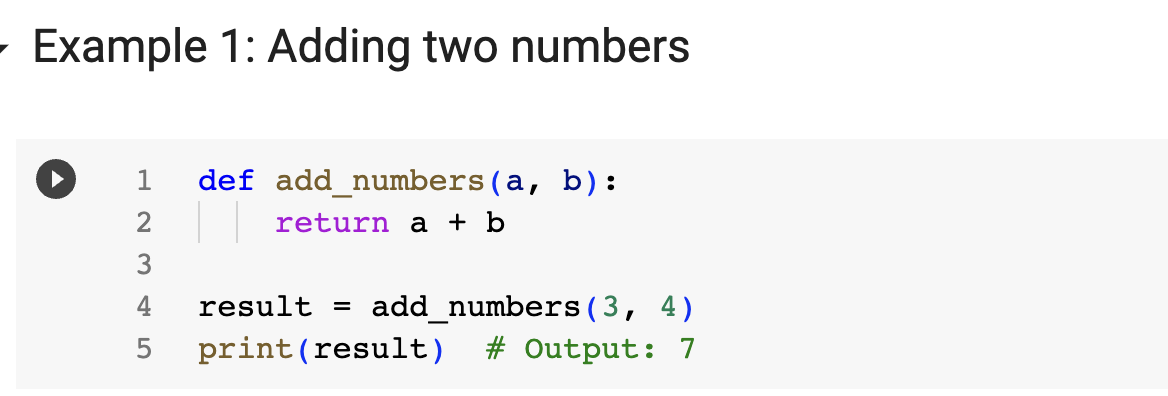 Example 1: Adding two numbers
1 def add_numbers(a, b):
2     return a + b
3
4 result = add_numbers(3, 4)
5 print(result)  # Output: 7